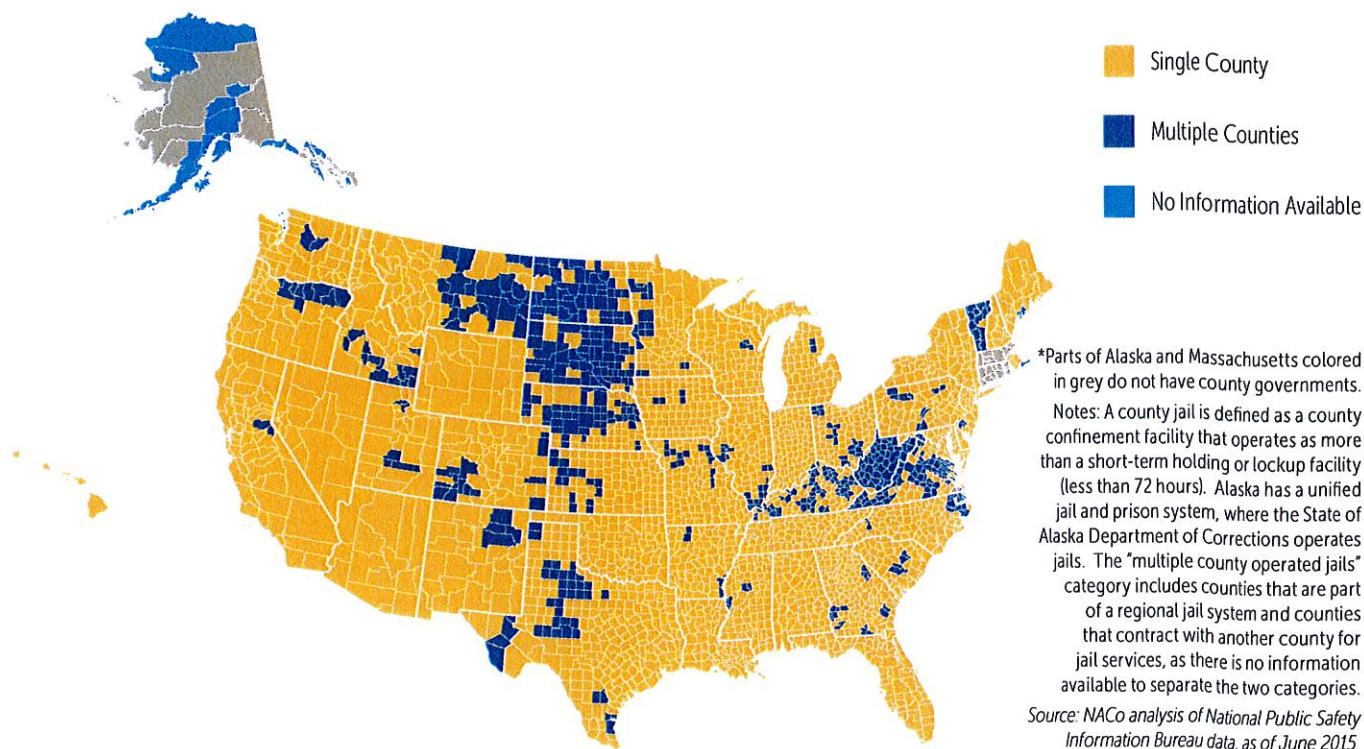 Single County
Multiple Counties
No Information Available
*Parts of Alaska and Massachusetts colored
in grey do not have county governments.
Notes: A county jail is defined as a county
confinement facility that operates as more
than a short-term holding or lockup facility
(less than 72 hours). Alaska has a unified
jail and prison system, where the State of
Alaska Department of Corrections operates
jails. The "multiple county operated jails"
category includes counties that are part
of a regional jail system and counties
that contract with another county for
jail services, as there is no information
available to separate the two categories.
Source: NACo analysis of National Public Safety
Information Bureau data, as of June 2015.